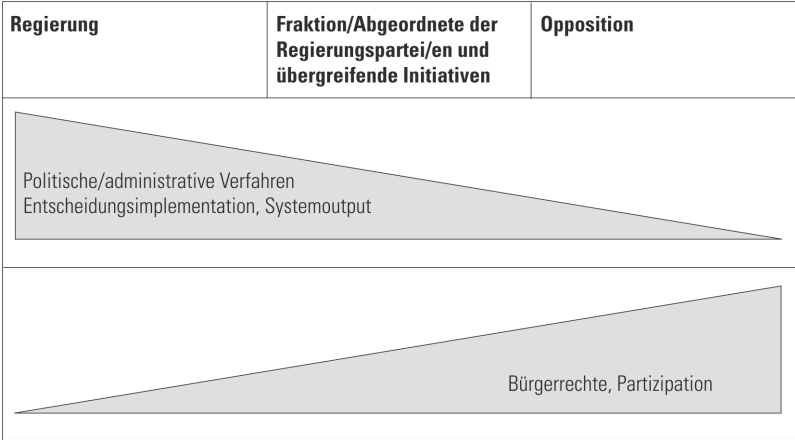 Regierung
Fraktion/Abgeordnete der
Regierungspartei/en und
übergreifende Initiativen
Opposition
Politische/administrative Verfahren
Entscheidungsimplementation, Systemoutput
Bürgerrechte, Partizipation